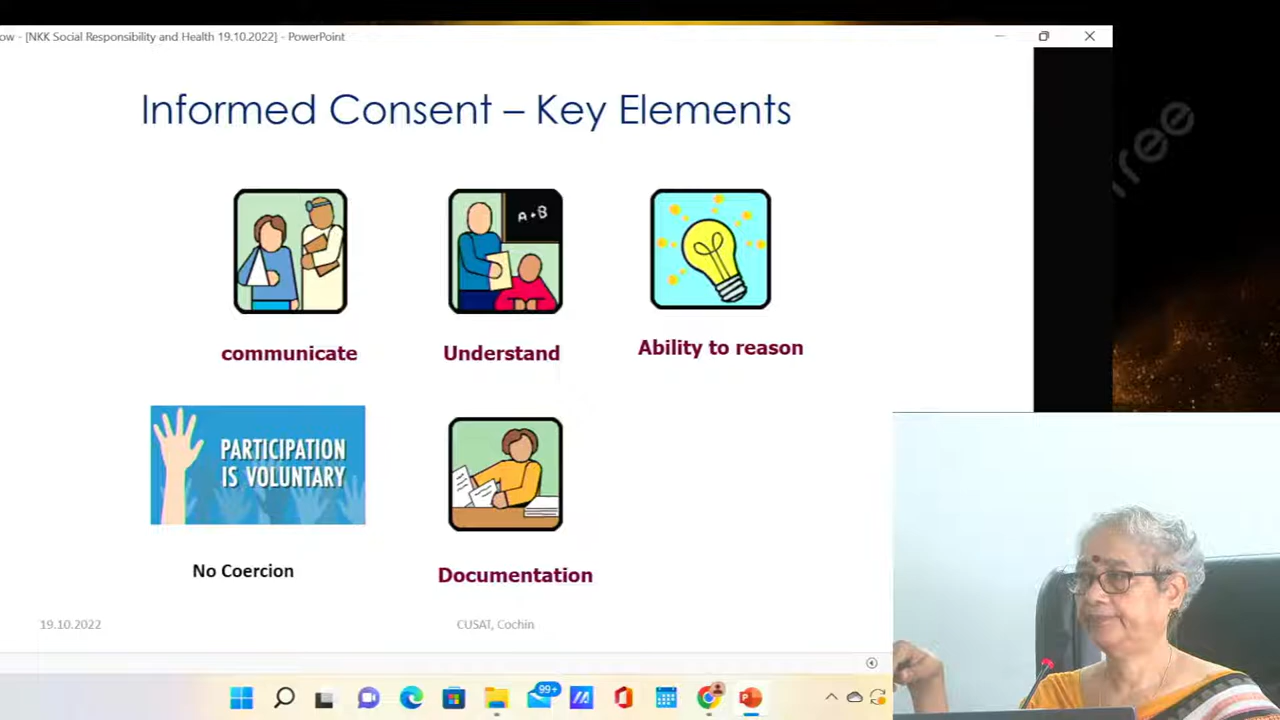 ow - [NKK Social Responsibility and Health 19.10.2022] - PowerPoint
Informed Consent – Key Elements
A+B
communicate
Understand
Ability to reason
PARTICIPATION
IS VOLUNTARY
No Coercion
Documentation
19.10.2022
CUSAT, Cochin
99+
free